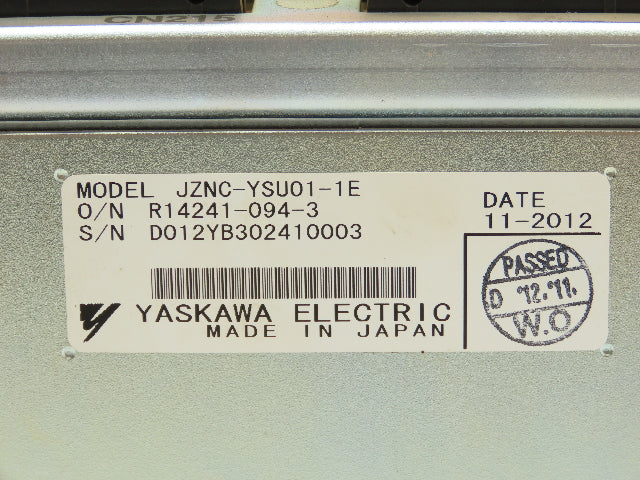 CN215
MODEL JZNC-YSU01-1E
O/N R14241-094-3
S/N D012YB302410003
DATE
11-2012
PASSED
D '12.'11.
W.O
YASKAWA ELECTRIC
MADE IN JAPAN